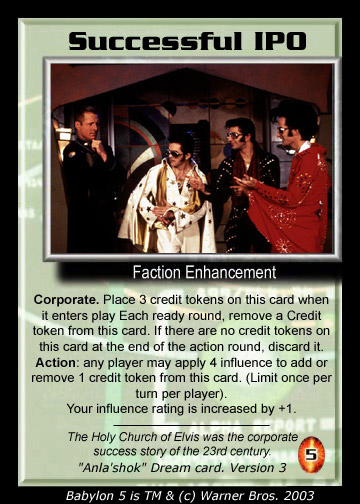 Successful IPO
Faction Enhancement
Corporate. Place 3 credit tokens on this card when
it enters play Each ready round, remove a Credit
token from this card. If there are no credit tokens on
this card at the end of the action round, discard it.
Action: any player may apply 4 influence to add or
remove 1 credit token from this card. (Limit once per
turn per player).
Your influence rating is increased by +1.
The Holy Church of Elvis was the corporate
success story of the 23rd century.
"Anla'shok" Dream card. Version 3
5
Babylon 5 is TM & (c) Warner Bros. 2003